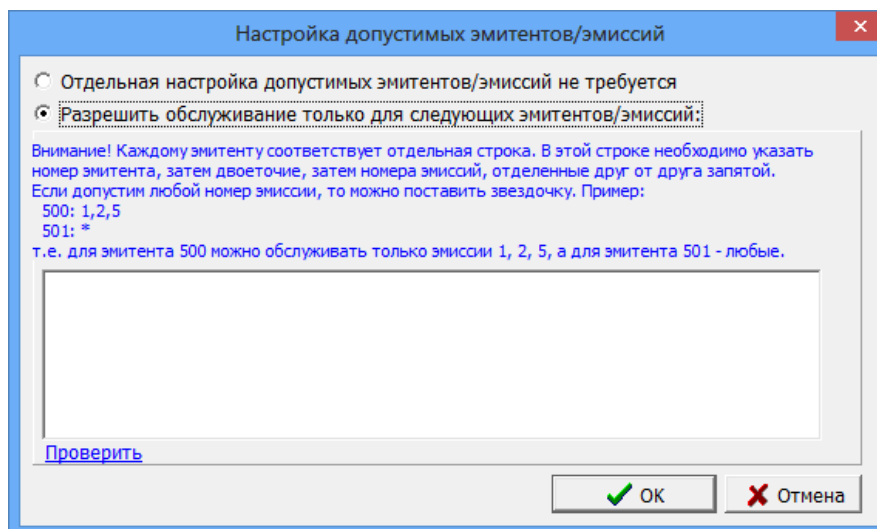 Настройка допустимых эмитентов/эмиссий
Отдельная настройка допустимых эмитентов/эмиссий не требуется
Разрешить обслуживание только для следующих эмитентов/эмиссий:
Внимание! Каждому эмитенту соответствует отдельная строка. В этой строке необходимо указать
номер эмитента, затем двоеточие, затем номера эмиссий, отделенные друг от друга запятой.
Если допустим любой номер эмиссии, то можно поставить звездочку. Пример:
500: 1,2,5
501: *
т.е. для эмитента 500 можно обслуживать только эмиссии 1, 2, 5, а для эмитента 501 - любые.
Проверить
OK
Отмена